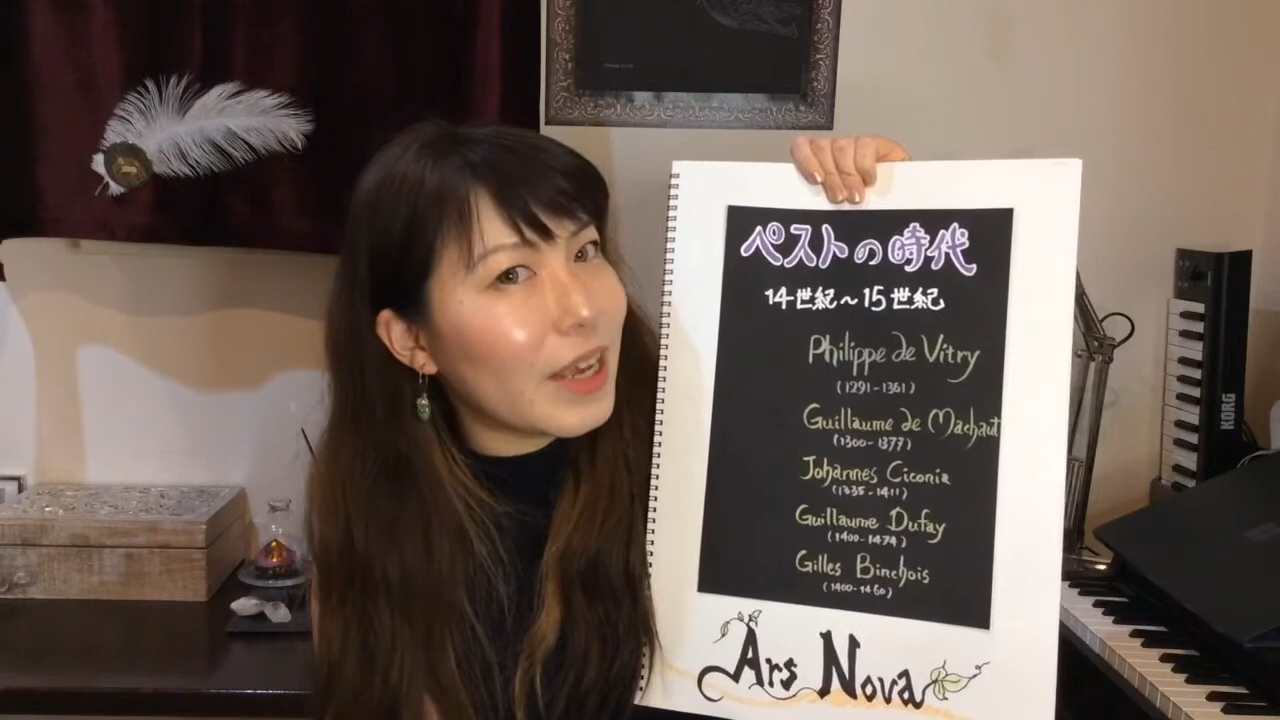 ペストの時代
14世紀～15世紀
Philippe de Vitry
(1291-1361)
Guillaume de Machaut
(1300-1377)
Johannes Ciconia
(1335-1411)
Guillaume Dufay
(1400-1474)
Gilles Binchois
(1400-1460)
Ars Nova
KORG